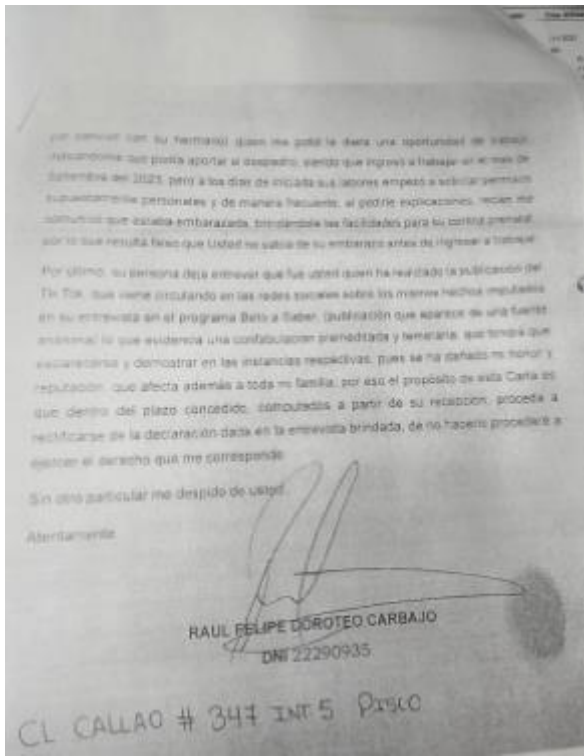 por amistad con su hermano) quien me pidió le diera una oportunidad de trabajo,
indicándome que podía aportar al despacho, siendo que ingresó a trabajar en el mes de
setiembre del 2023, pero a los días de iniciada sus labores empezó a solicitar permisos
supuestamente personales y de manera frecuente, al pedirle explicaciones, recién me
comunicó que estaba embarazada, brindándole las facilidades para su control prenatal,
por lo que resulta falso que Usted no sabía de su embarazo antes de ingresar a trabajar.
Por último, su persona deja entrever que fue usted quien ha realizado la publicación del
Tik Tok, que viene circulando en las redes sociales sobre los mismos hechos imputados
en su entrevista en el programa Beto a Saber, (publicación que aparece de una fuente
anónima) lo que evidencia una confabulación premeditada y temeraria, que tendrá que
esclarecerse y demostrar en las instancias respectivas, pues se ha dañado mi honor y
reputación, que afecta además a toda mi familia, por eso el propósito de esta Carta es
que dentro del plazo concedido, computados a partir de su recepción, proceda a
rectificarse de la declaración dada en la entrevista brindada, de no hacerlo procederé a
ejercer el derecho que me corresponde.
Sin otro particular me despido de usted.
Atentamente
RAUL FELIPE DOROTEO CARBAJO
DNI 22290935
CL CALLAO # 347 INT 5 PISCO